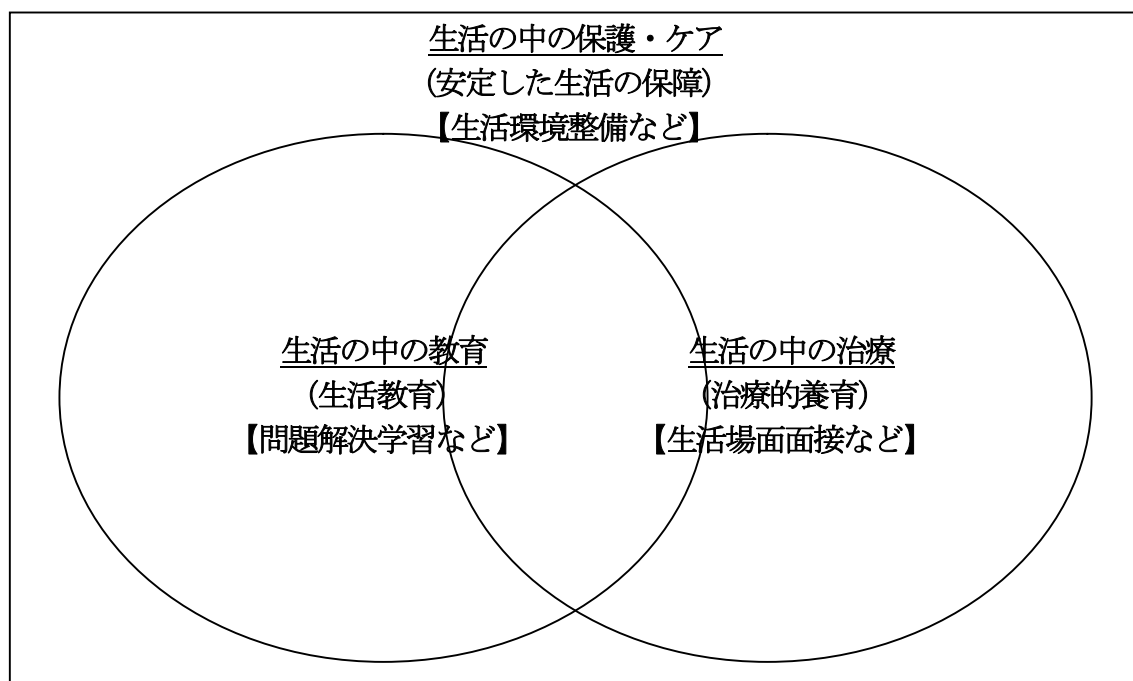 生活の中の保護・ケア
(安定した生活の保障)
【生活環境整備など】
生活の中の教育
(生活教育)
【問題解決学習など】
生活の中の治療
(治療的養育)
【生活場面面接など】